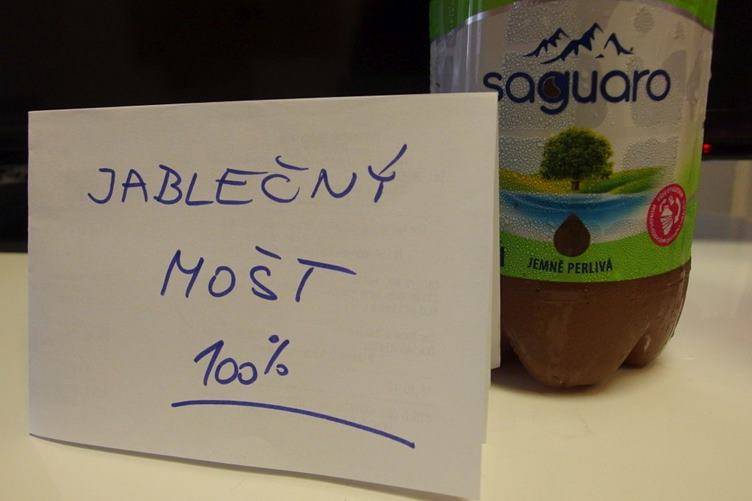 JABLEČNÝ
MOŠT
100%
saguaro
JEMNĚ PERLIVÁ